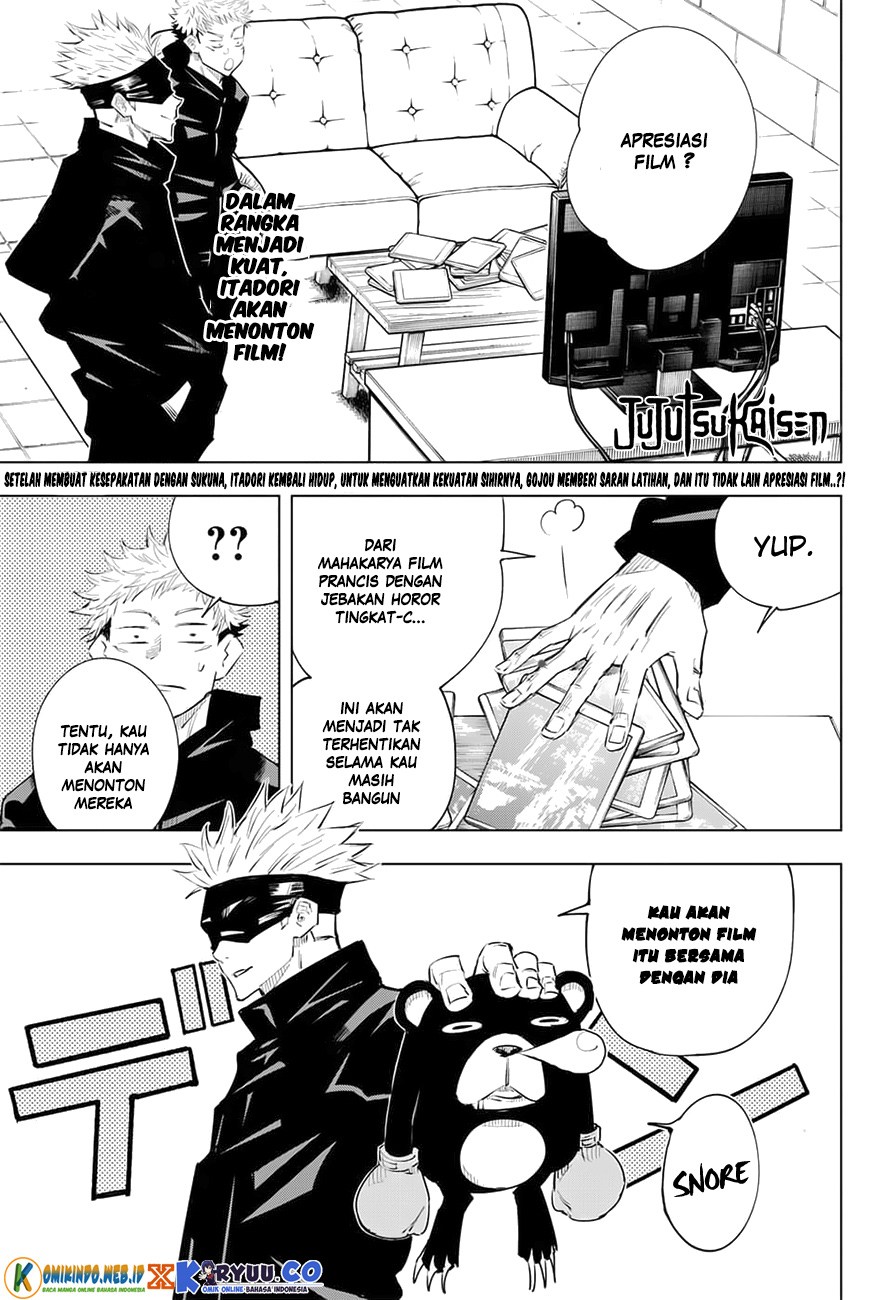 APRESIASI
FILM ?
DALAM
RANGKA
MENJADI
KUAT,
ITADORI
AKAN
MENONTON
FILM!
JUJUTSU KAISEN
SETELAH MEMBUAT KESEPAKATAN DENGAN SUKUNA, ITADORI KEMBALI HIDUP, UNTUK MENGUATKAN KEKUATAN SIHIRNYA, GOJOU MEMBERI SARAN LATIHAN, DAN ITU TIDAK LAIN APRESIASI FILM..?!
YUP.
DARI
MAHAKARYA FILM
PRANCIS DENGAN
JEBAKAN HOROR
TINGKAT-C...
INI AKAN
MENJADI TAK
TERHENTIKAN
SELAMA KAU
MASIH
BANGUN
??
TENTU, KAU
TIDAK HANYA
AKAN
MENONTON
MEREKA
KAU AKAN
MENONTON FILM
ITU BERSAMA
DENGAN DIA
デーン
SNORE
KOMIKINDO.WEB.ID X KARYUU.CO
BACA MANGA ONLINE BAHASA INDONESIA
OMIK ONLINE BAHASA INDONESIA